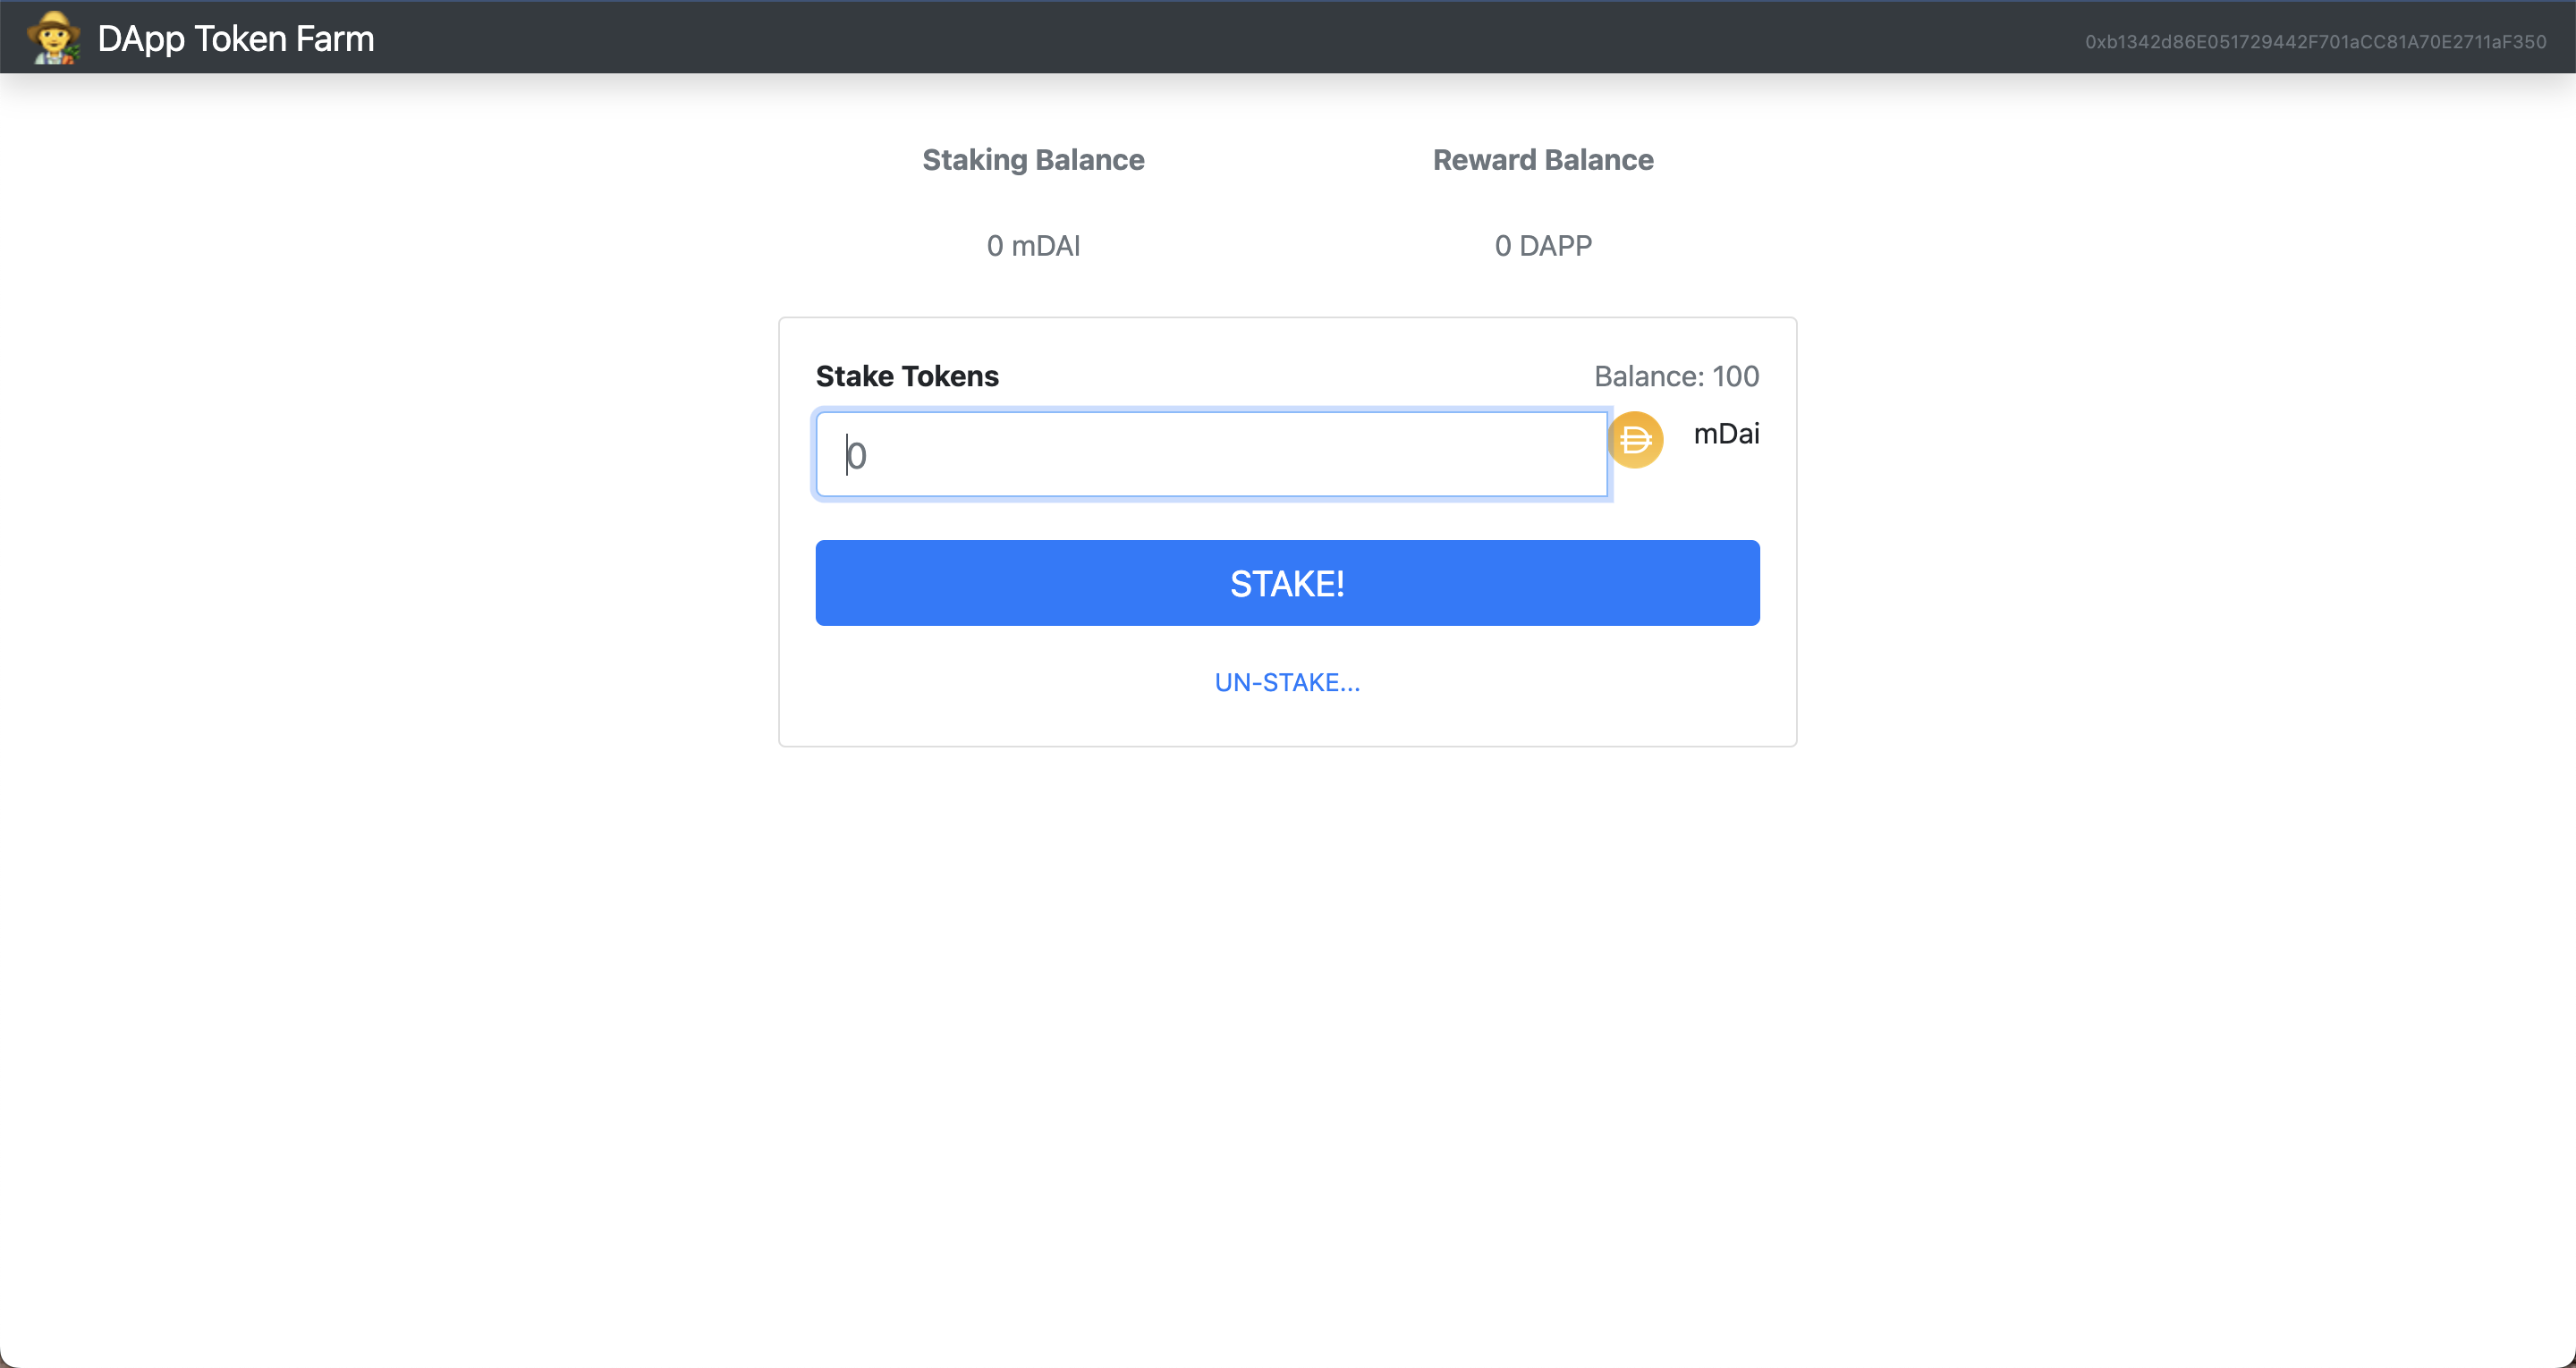 DApp Token Farm
0xb1342d86E051729442F701aCC81A70E2711aF350
Staking Balance Reward Balance
0 mDAI 0 DAPP
Stake Tokens Balance: 100
0 mDai
STAKE!
UN-STAKE...